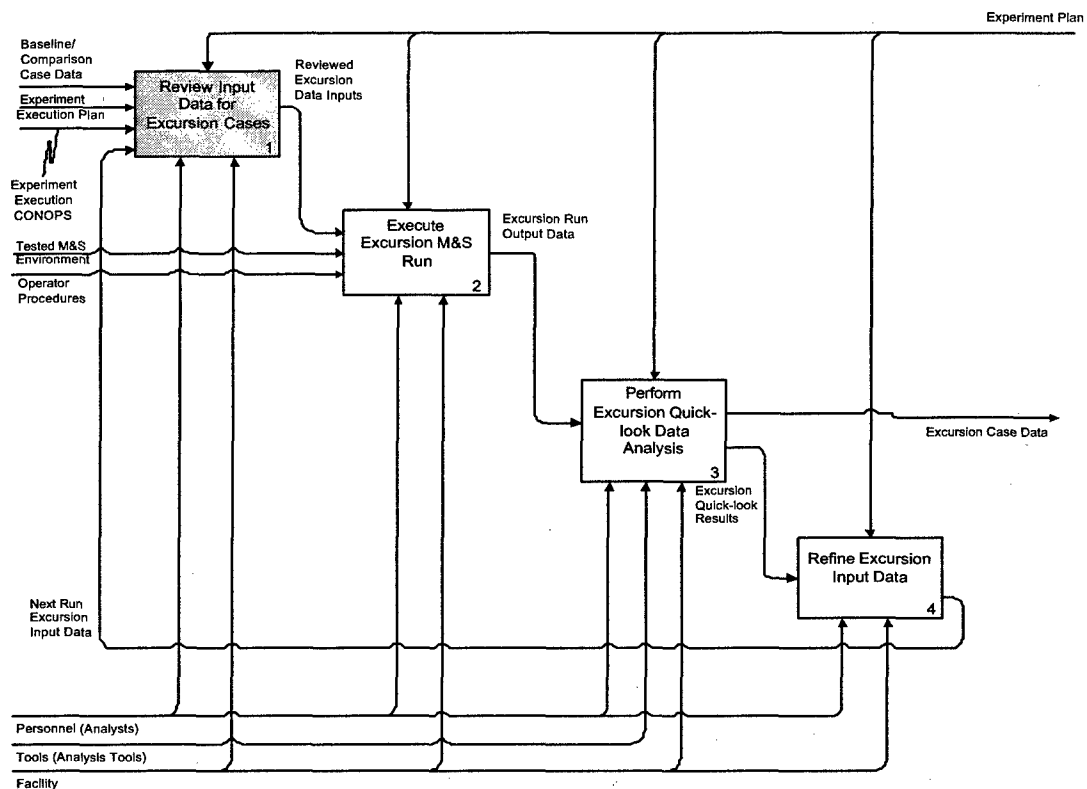 Experiment Plan
Baseline/
Comparison
Case Data
Experiment
Execution Plan
Experiment
Execution
CONOPS
Review Input
Data for
Excursion Cases
1
Reviewed
Excursion
Data Inputs
Tested M&S
Environment
Operator
Procedures
Execute
Excursion M&S
Run
2
Excursion Run
Output Data
Perform
Excursion Quick-
look Data
Analysis
3
Excursion Case Data
Excursion
Quick-look
Results
Refine Excursion
Input Data
4
Next Run
Excursion
Input Data
Personnel (Analysts)
Tools (Analysis Tools)
Facility